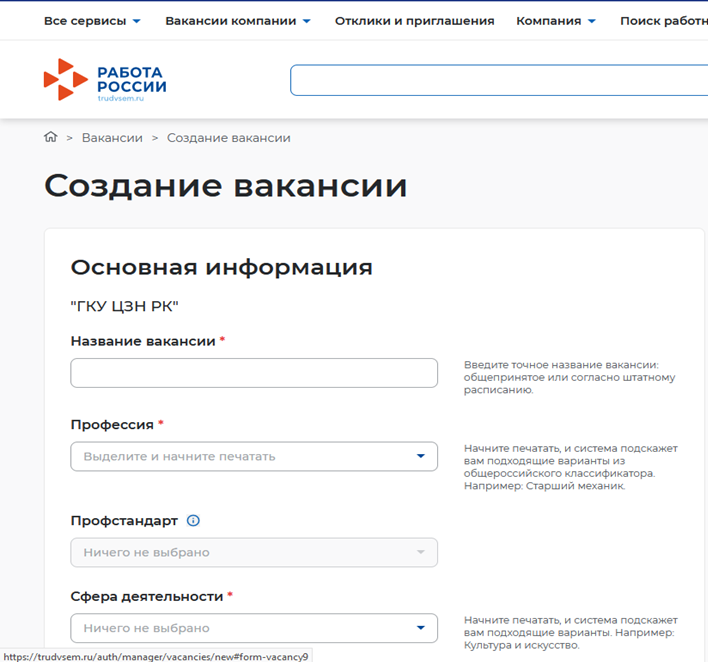 Все сервисы Вакансии компании Отклики и приглашения Компания Поиск работн
РАБОТА
РОССИИ
trudvsem.ru
> Вакансии > Создание вакансии
Создание вакансии
Основная информация
"ГКУ ЦЗН РК"
Название вакансии *
Введите точное название вакансии:
общепринятое или согласно штатному
расписанию.
Профессия *
Выделите и начните печатать
Начните печатать, и система подскажет
вам подходящие варианты из
общероссийского классификатора.
Например: Старший механик.
Профстандарт
Ничего не выбрано
Сфера деятельности *
Ничего не выбрано
Начните печатать, и система подскажет
вам подходящие варианты. Например:
Культура и искусство.
https://trudvsem.ru/auth/manager/vacancies/new#form-vacancy9